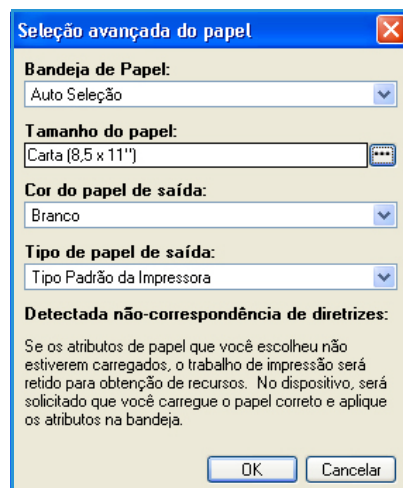 Seleção avançada do papel
Bandeja de Papel:
Auto Seleção
Tamanho do papel:
Carta (8,5 x 11")
Cor do papel de saída:
Branco
Tipo de papel de saída:
Tipo Padrão da Impressora
Detectada não-correspondência de diretrizes:
Se os atributos de papel que você escolheu não
estiverem carregados, o trabalho de impressão será
retido para obtenção de recursos. No dispositivo, será
solicitado que você carregue o papel correto e aplique
os atributos na bandeja.
OK Cancelar